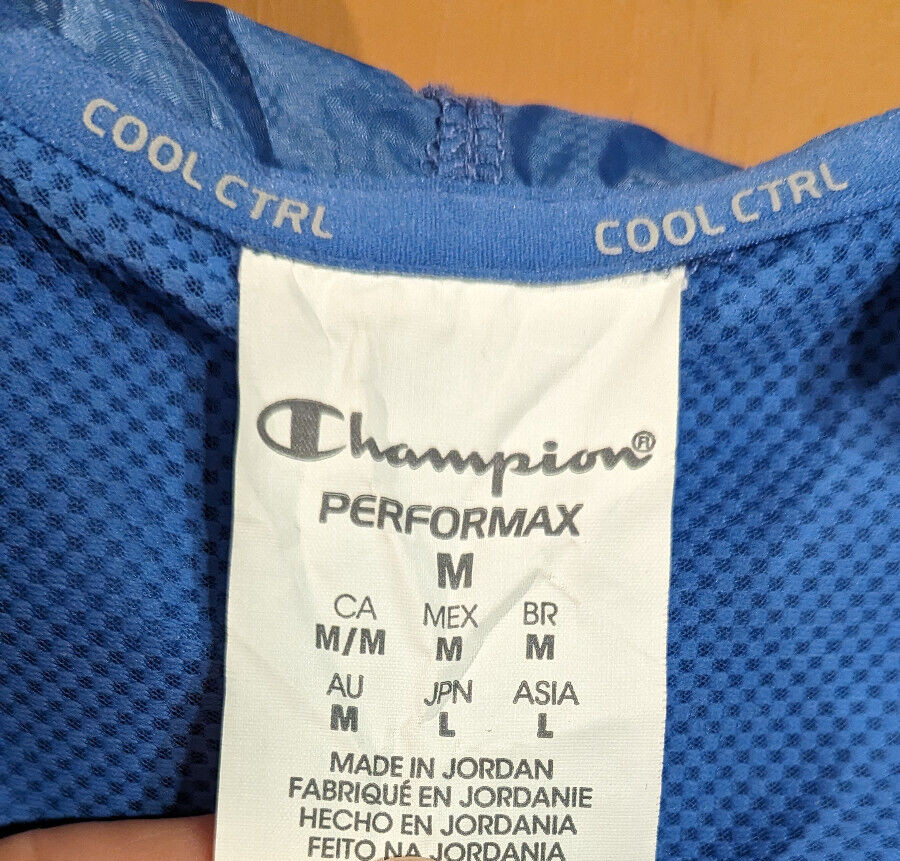 COOL CTRL
COOL CTRL
Champion®
PERFORMAX
M
CA MEX BR
M/M M M
AU JPN ASIA
M L L
MADE IN JORDAN
FABRIQUÉ EN JORDANIE
HECHO EN JORDANIA
FEITO NA JORDANIA